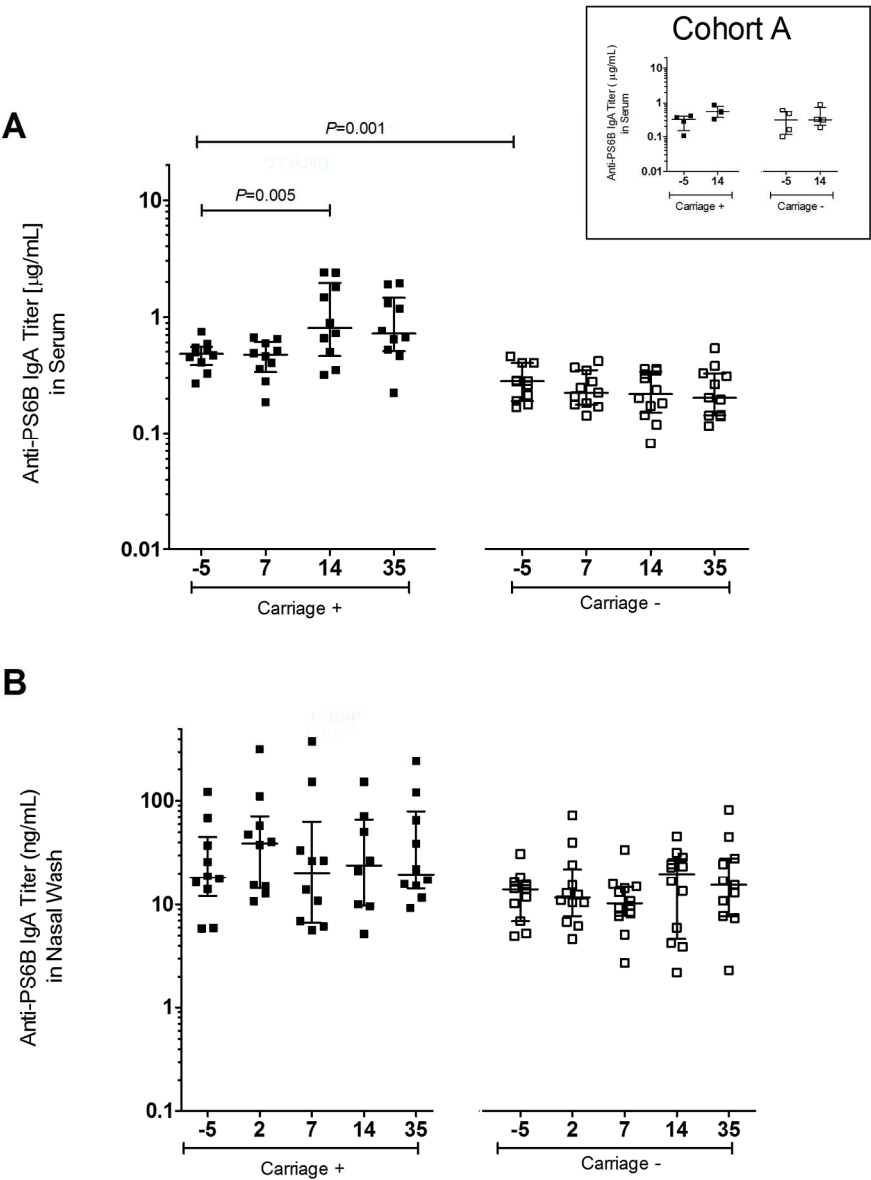 Cohort A
Anti-PS6B IgA Titer ( µg/mL)
in Serum
10
1
0.1
0.01
-5 14 -5 14
Carriage + Carriage -
A
P=0.001
P=0.005
Anti-PS6B IgA Titer [µg/mL]
in Serum
10
1
0.1
0.01
-5 7 14 35 -5 7 14 35
Carriage + Carriage -
B
Anti-PS6B IgA Titer (ng/mL)
in Nasal Wash
100
10
1
0.1
-5 2 7 14 35 -5 2 7 14 35
Carriage + Carriage -